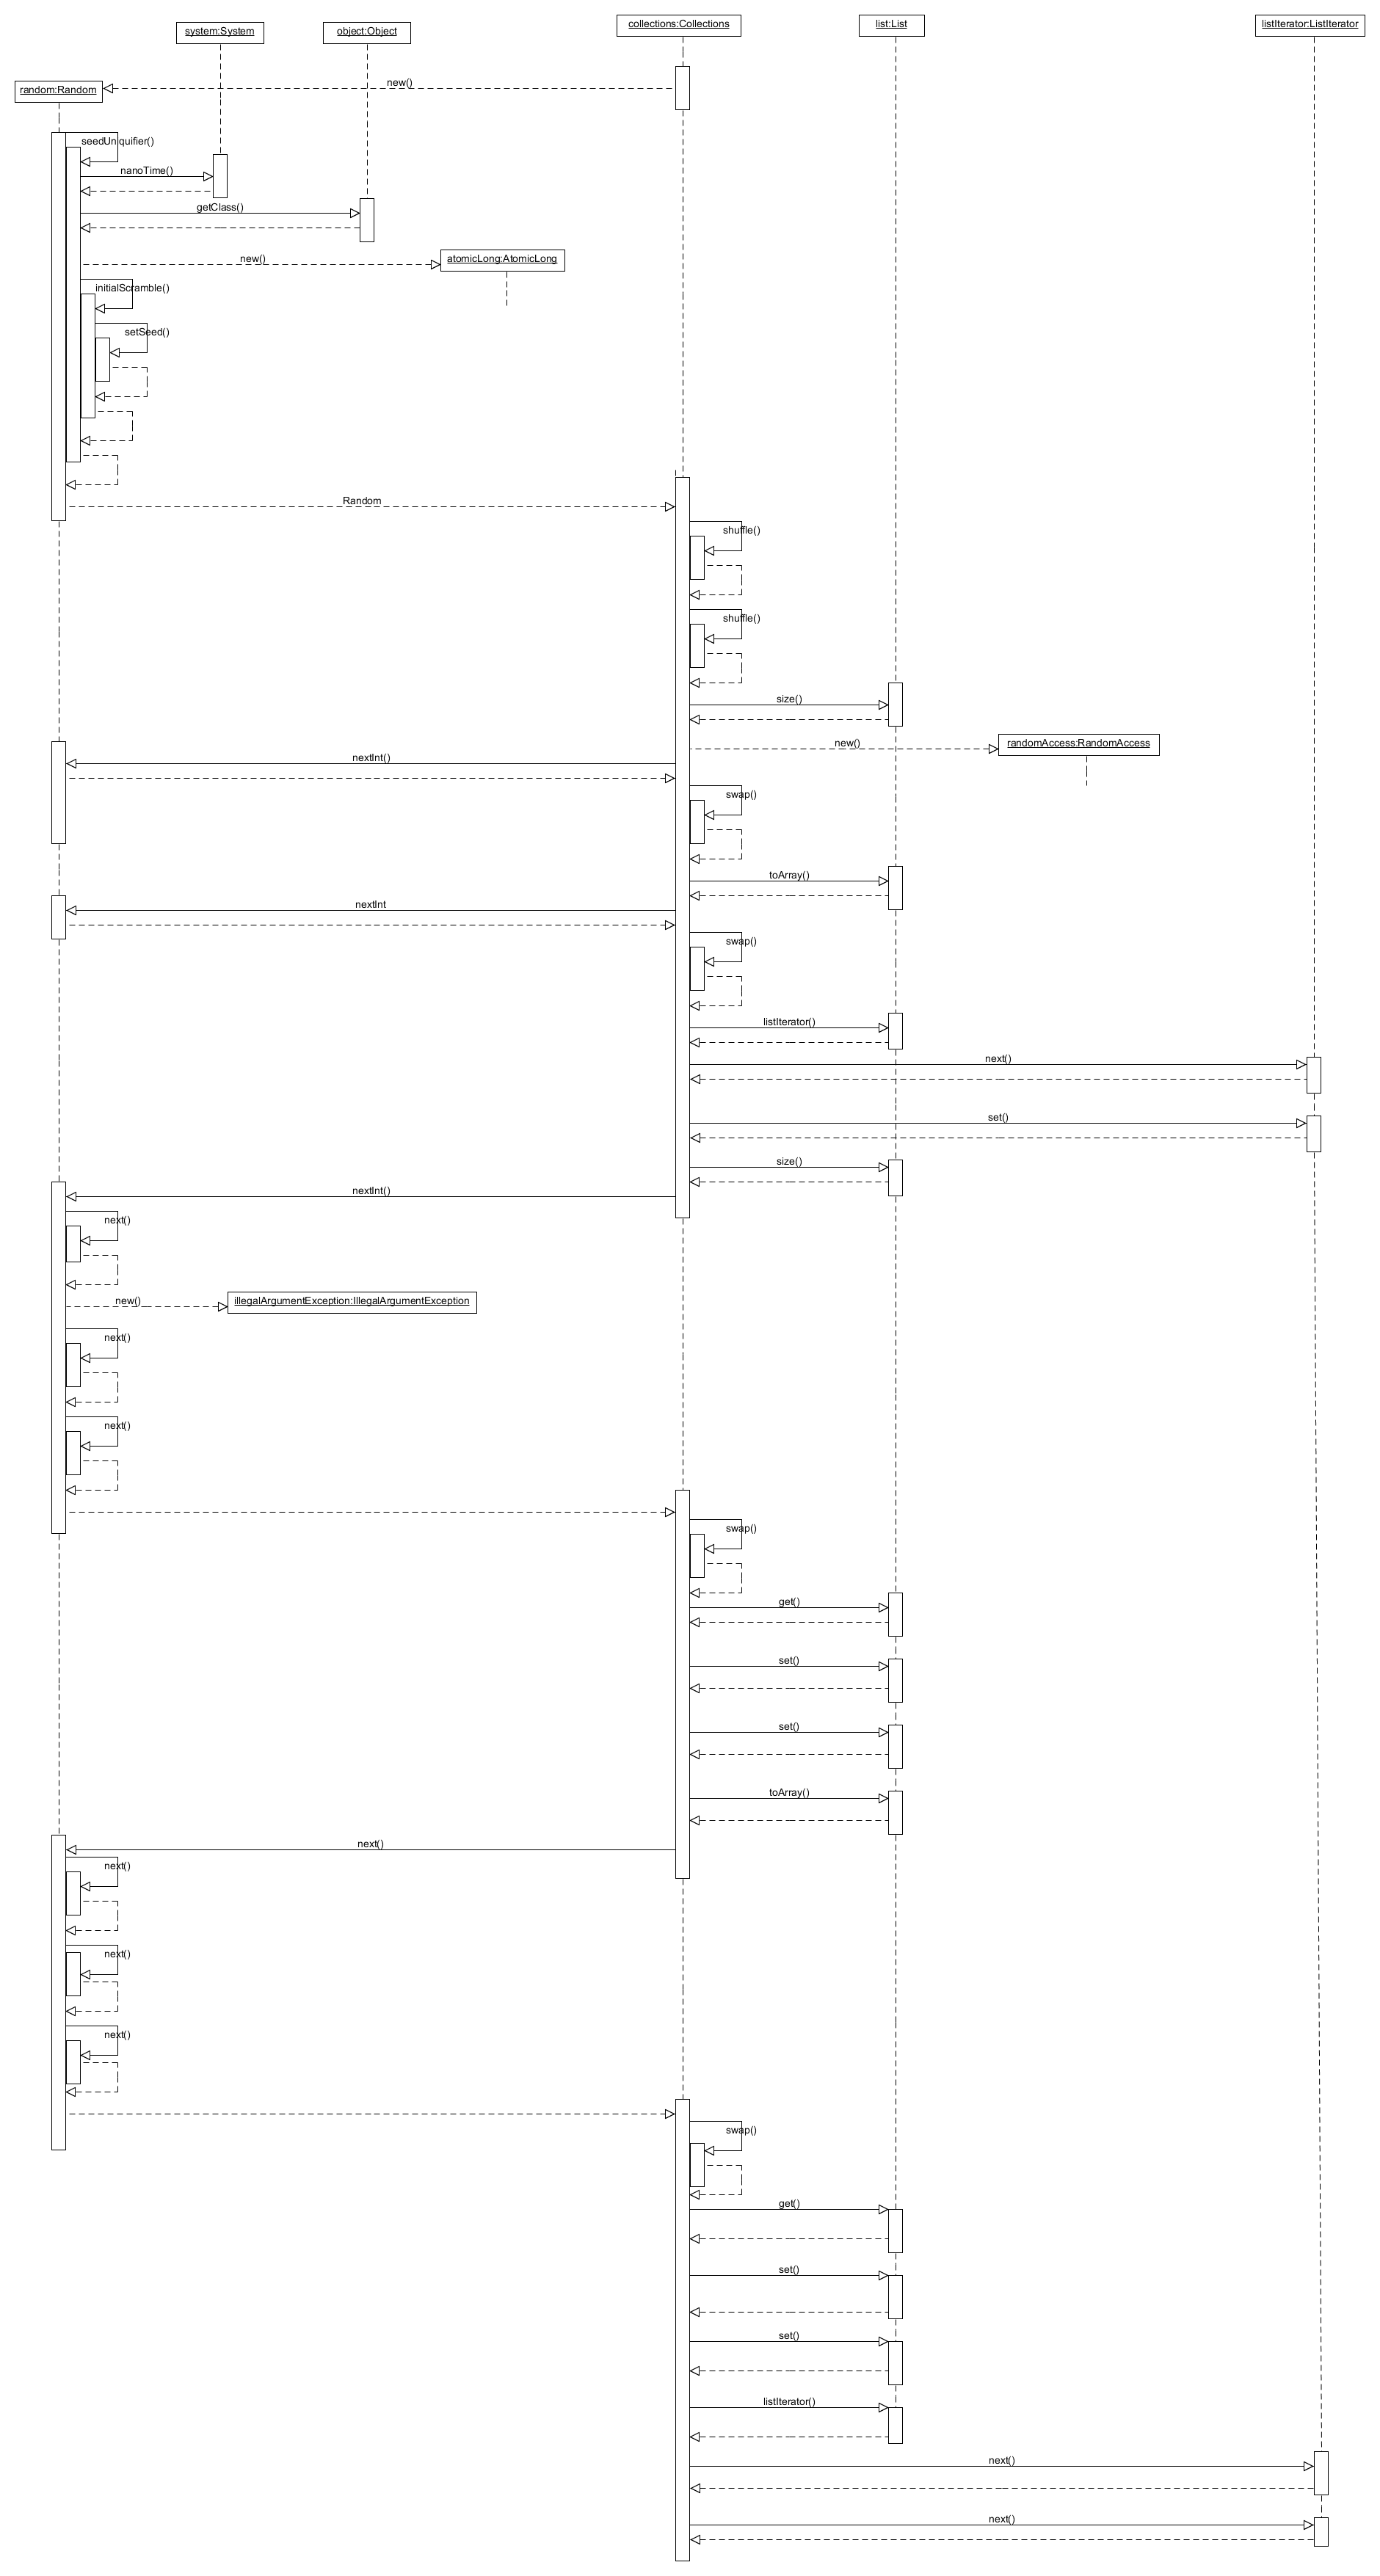 collections:Collections
list:List
listIterator:ListIterator
system:System
object:Object
new()
random:Random
seedUniquifier()
nanoTime()
getClass()
new()
atomicLong:AtomicLong
initialScramble()
setSeed()
Random
shuffle()
shuffle()
size()
new()
randomAccess:RandomAccess
nextInt()
swap()
toArray()
nextInt
swap()
listIterator()
next()
set()
size()
nextInt()
next()
new()
illegalArgumentException:IllegalArgumentException
next()
next()
swap()
get()
set()
set()
toArray()
next()
next()
next()
next()
swap()
get()
set()
set()
listIterator()
next()
next()